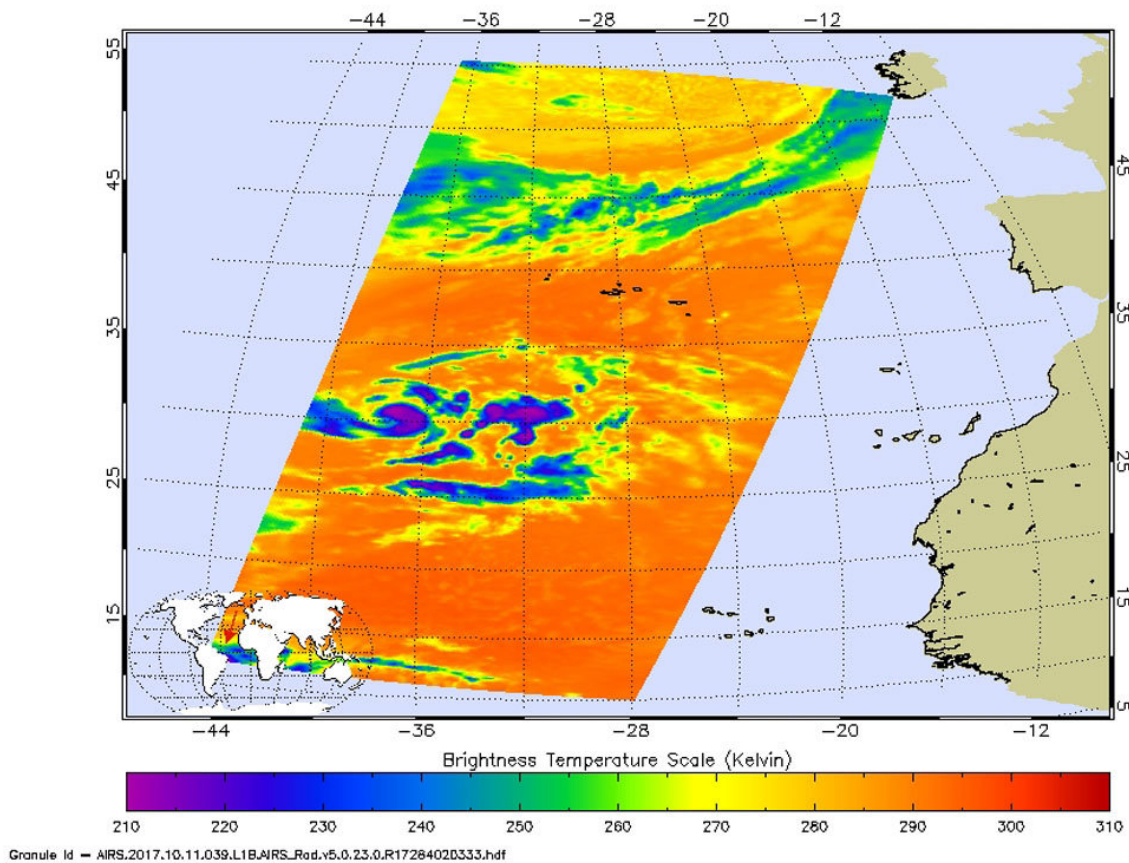 −44 −36 −28 −20 −12
55
45
35
25
15
45
35
25
15
5
−44 −36 −28 −20 −12
Brightness Temperature Scale (Kelvin)
210 220 230 240 250 260 270 280 290 300 310
Granule Id − AIRS.2017.10.11.039.L1B.AIRS_Rad.v5.0.23.0.R17284020333.hdf